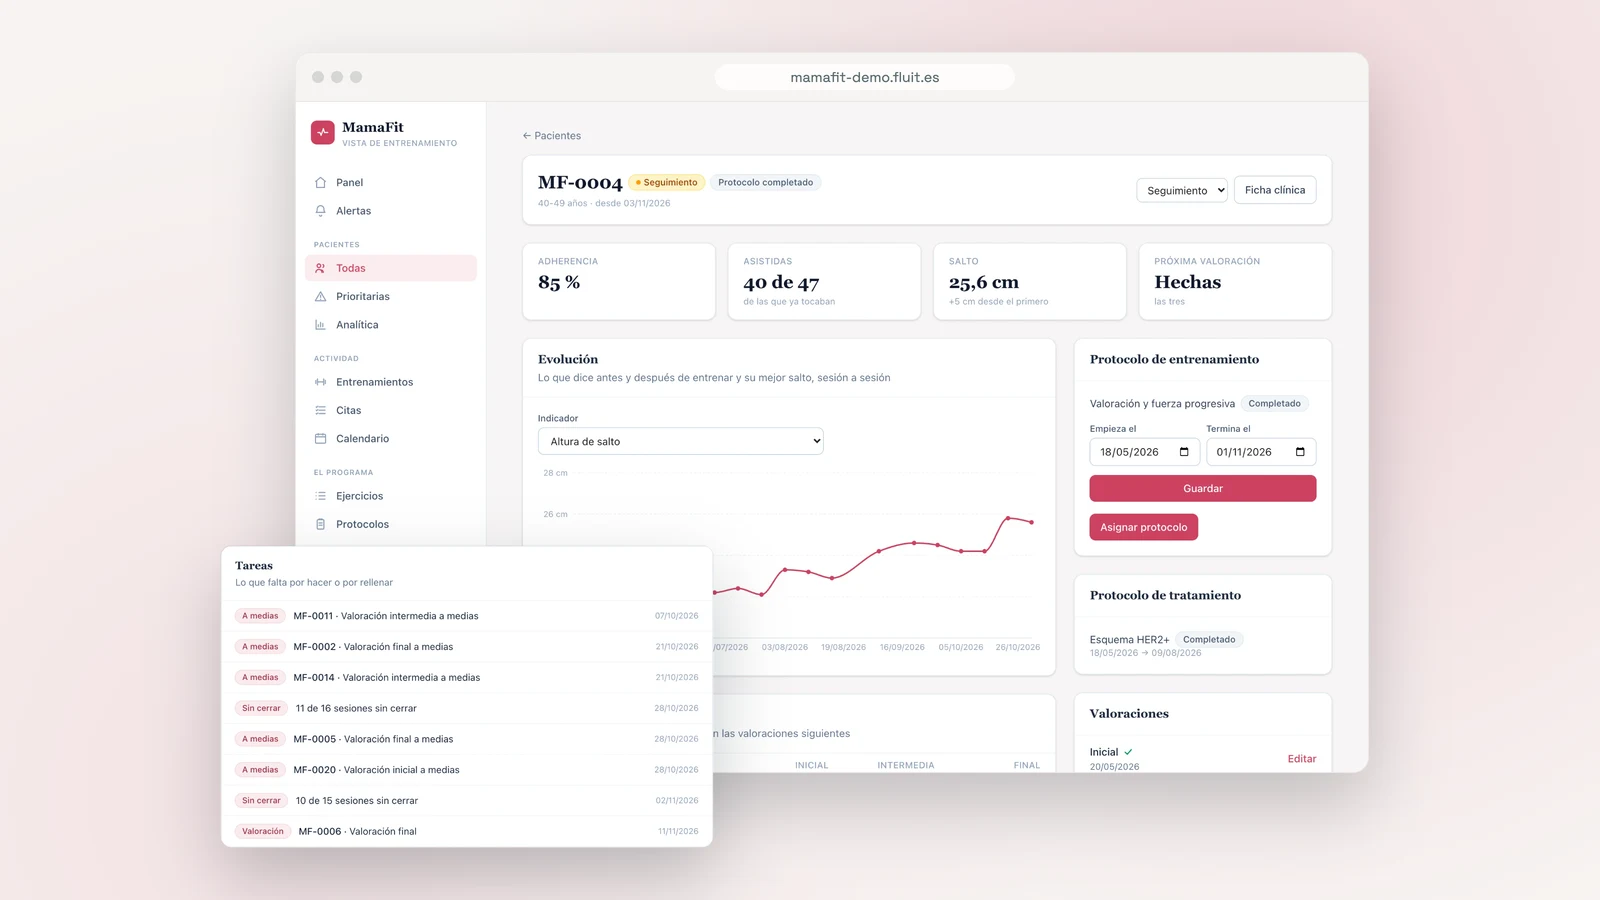 mamafit-demo.fluit.es
MamaFit
VISTA DE ENTRENAMIENTO
Panel
Alertas
PACIENTES
Todas
Prioritarias
Analítica
ACTIVIDAD
Entrenamientos
Citas
Calendario
EL PROGRAMA
Ejercicios
Protocolos
← Pacientes
MF-0004 Seguimiento Protocolo completado
40-49 años · desde 03/11/2026
Seguimiento Ficha clínica
ADHERENCIA
85 %
ASISTIDAS
40 de 47
de las que ya tocaban
SALTO
25,6 cm
+5 cm desde el primero
PRÓXIMA VALORACIÓN
Hechas
las tres
Evolución
Lo que dice antes y después de entrenar y su mejor salto, sesión a sesión
Indicador
Altura de salto
28 cm
26 cm
/07/2026 03/08/2026 19/08/2026 16/09/2026 05/10/2026 26/10/2026
n las valoraciones siguientes
INICIAL INTERMEDIA FINAL
Protocolo de entrenamiento
Valoración y fuerza progresiva Completado
Empieza el Termina el
18/05/2026 01/11/2026
Guardar
Asignar protocolo
Protocolo de tratamiento
Esquema HER2+ Completado
18/05/2026 → 09/08/2026
Valoraciones
Inicial ✓
20/05/2026
Editar
Tareas
Lo que falta por hacer o por rellenar
A medias MF-0011 · Valoración intermedia a medias 07/10/2026
A medias MF-0002 · Valoración final a medias 21/10/2026
A medias MF-0014 · Valoración intermedia a medias 21/10/2026
Sin cerrar 11 de 16 sesiones sin cerrar 28/10/2026
A medias MF-0005 · Valoración final a medias 28/10/2026
A medias MF-0020 · Valoración inicial a medias 28/10/2026
Sin cerrar 10 de 15 sesiones sin cerrar 02/11/2026
Valoración MF-0006 · Valoración final 11/11/2026